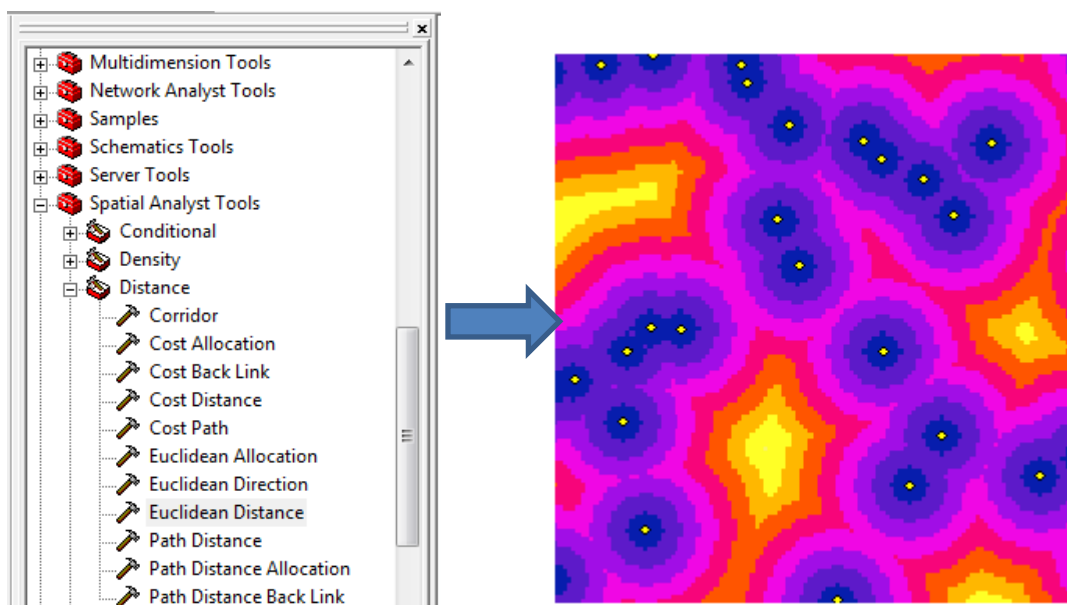 Multidimension Tools
Network Analyst Tools
Samples
Schematics Tools
Server Tools
Spatial Analyst Tools
Conditional
Density
Distance
Corridor
Cost Allocation
Cost Back Link
Cost Distance
Cost Path
Euclidean Allocation
Euclidean Direction
Euclidean Distance
Path Distance
Path Distance Allocation
Path Distance Back Link